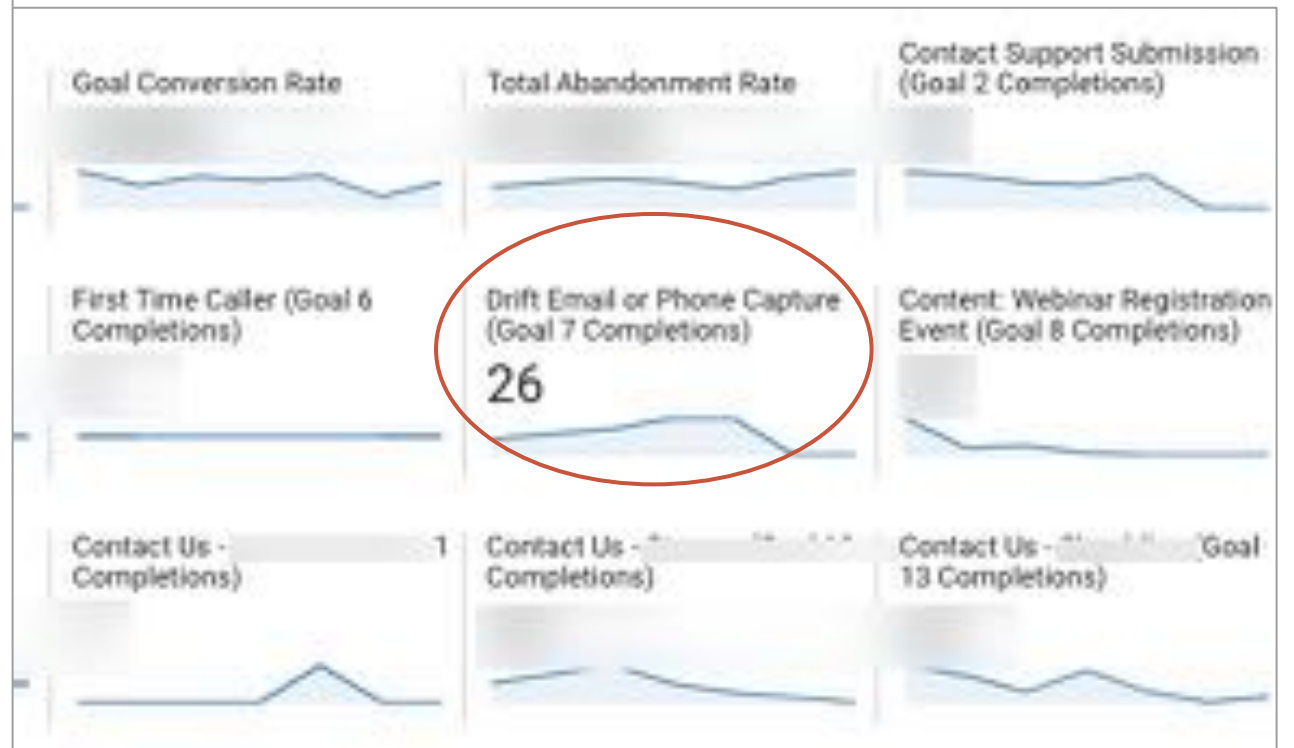 Goal Conversion Rate
Total Abandonment Rate
Contact Support Submission
(Goal 2 Completions)
First Time Caller (Goal 6
Completions)
Drift Email or Phone Capture
(Goal 7 Completions)
26
Content: Webinar Registration
Event (Goal 8 Completions)
Contact Us - 1
Completions)
Contact Us -
Completions)
Contact Us - (Goal
13 Completions)